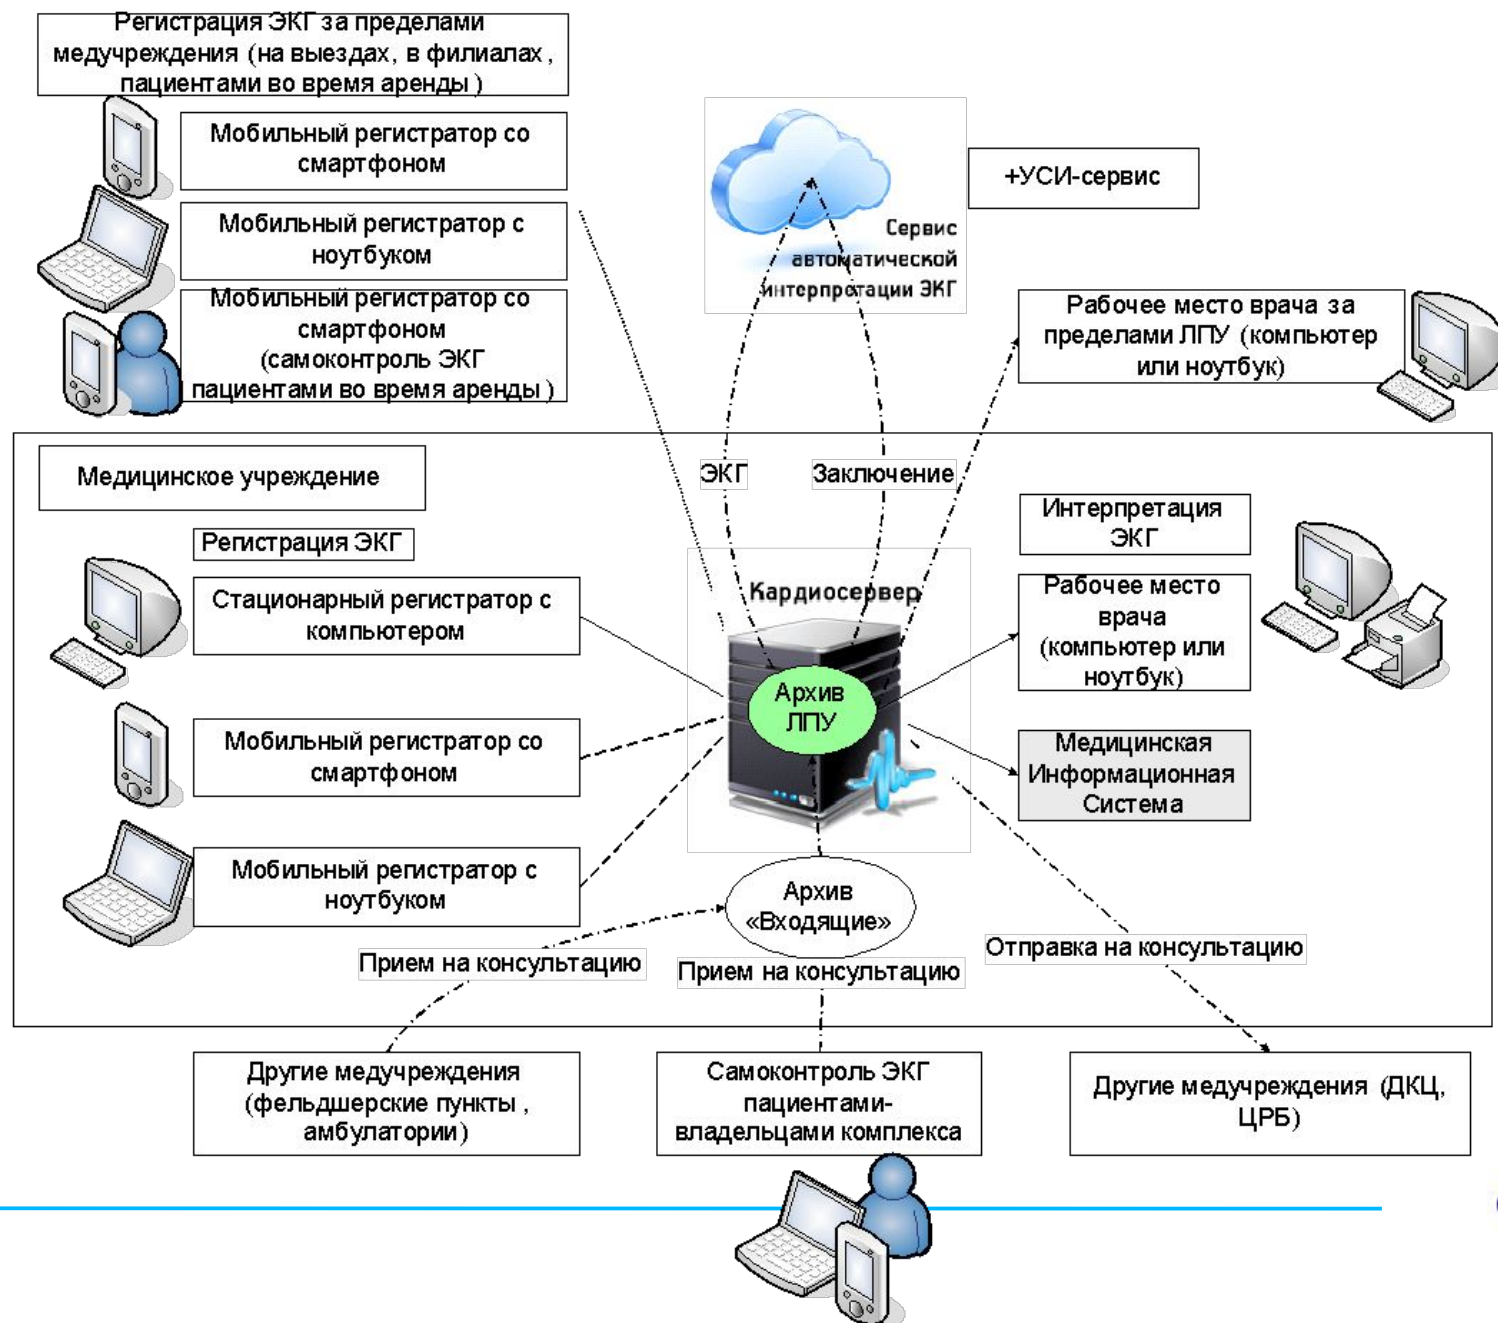 Регистрация ЭКГ за пределами
медучреждения (на выездах, в филиалах ,
пациентами во время аренды )
Мобильный регистратор со
смартфоном
Мобильный регистратор с
ноутбуком
Мобильный регистратор со
смартфоном
(самоконтроль ЭКГ
пациентами во время аренды )
Сервис
автоматической
интерпретации ЭКГ
+УСИ-сервис
Рабочее место врача за
пределами ЛПУ (компьютер
или ноутбук)
Медицинское учреждение
ЭКГ
Заключение
Регистрация ЭКГ
Стационарный регистратор с
компьютером
Мобильный регистратор со
смартфоном
Мобильный регистратор с
ноутбуком
Кардиосервер
Архив
ЛПУ
Интерпретация
ЭКГ
Рабочее место
врача
(компьютер или
ноутбук)
Медицинская
Информационная
Система
Архив
«Входящие»
Прием на консультацию
Прием на консультацию
Отправка на консультацию
Другие медучреждения
(фельдшерские пункты ,
амбулатории)
Самоконтроль ЭКГ
пациентами-
владельцами комплекса
Другие медучреждения (ДКЦ,
ЦРБ)